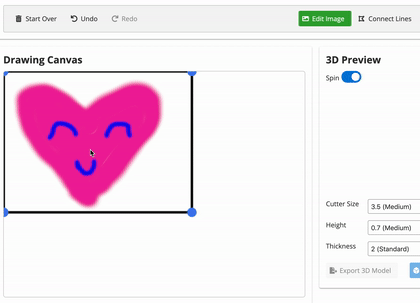 Start Over Undo Redo Edit Image Connect Lines
Drawing Canvas 3D Preview
Spin
Cutter Size 3.5 (Medium)
Height 0.7 (Medium)
Thickness 2 (Standard)
Export 3D Model